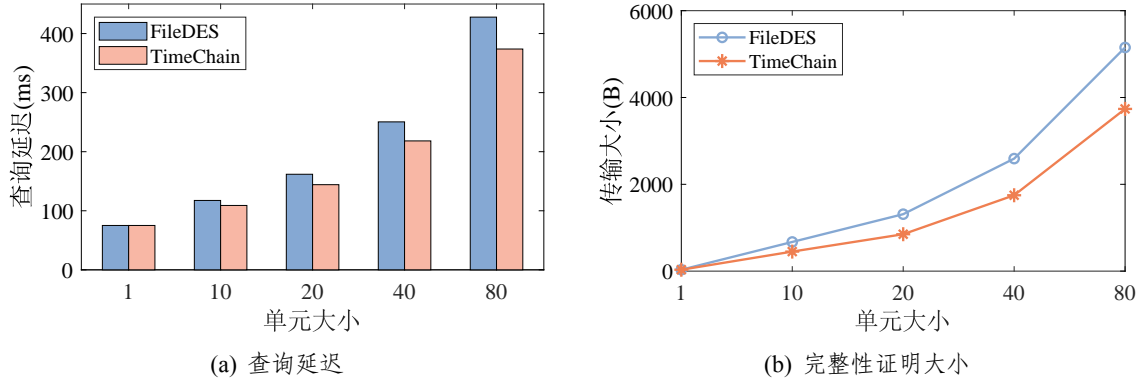 查询延迟(ms)
400
300
200
100
0
FileDES
TimeChain
1 10 20 40 80
单元大小
(a) 查询延迟
传输大小(B)
6000
4000
2000
0
FileDES
TimeChain
1 10 20 40 80
单元大小
(b) 完整性证明大小